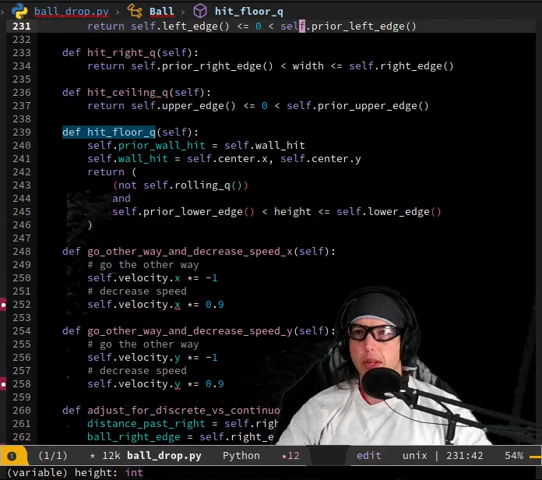 ball_drop.py › Ball › hit_floor_q
231 return self.left_edge() <= 0 < self.prior_left_edge()
232
233 def hit_right_q(self):
234 return self.prior_right_edge() < width <= self.right_edge()
235
236 def hit_ceiling_q(self):
237 return self.upper_edge() <= 0 < self.prior_upper_edge()
238
239 def hit_floor_q(self):
240 self.prior_wall_hit = self.wall_hit
241 self.wall_hit = self.center.x, self.center.y
242 return (
243 (not self.rolling_q())
244 and
245 self.prior_lower_edge() < height <= self.lower_edge()
246 )
247
248 def go_other_way_and_decrease_speed_x(self):
249 # go the other way
250 self.velocity.x *= -1
251 # decrease speed
252 self.velocity.x *= 0.9
253
254 def go_other_way_and_decrease_speed_y(self):
255 # go the other way
256 self.velocity.y *= -1
257 # decrease speed
258 self.velocity.y *= 0.9
259
260 def adjust_for_discrete_vs_continuo
261 distance_past_right = self.righ
262 ball_right_edge = self.right_e
(1/1) * 12k ball_drop.py Python •12 edit unix | 231:42 54%
(variable) height: int